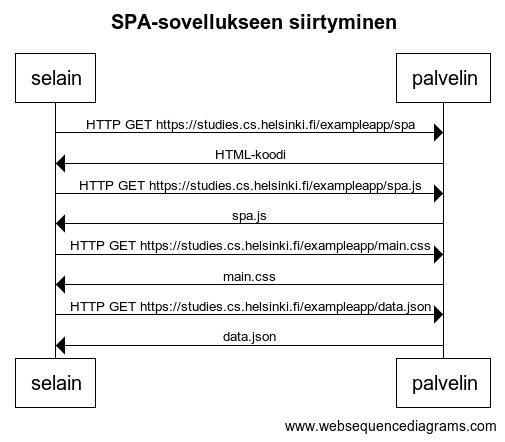 SPA-sovellukseen siirtyminen
selain
palvelin
HTTP GET https://studies.cs.helsinki.fi/exampleapp/spa
HTML-koodi
HTTP GET https://studies.cs.helsinki.fi/exampleapp/spa.js
spa.js
HTTP GET https://studies.cs.helsinki.fi/exampleapp/main.css
main.css
HTTP GET https://studies.cs.helsinki.fi/exampleapp/data.json
data.json
selain
palvelin
www.websequencediagrams.com